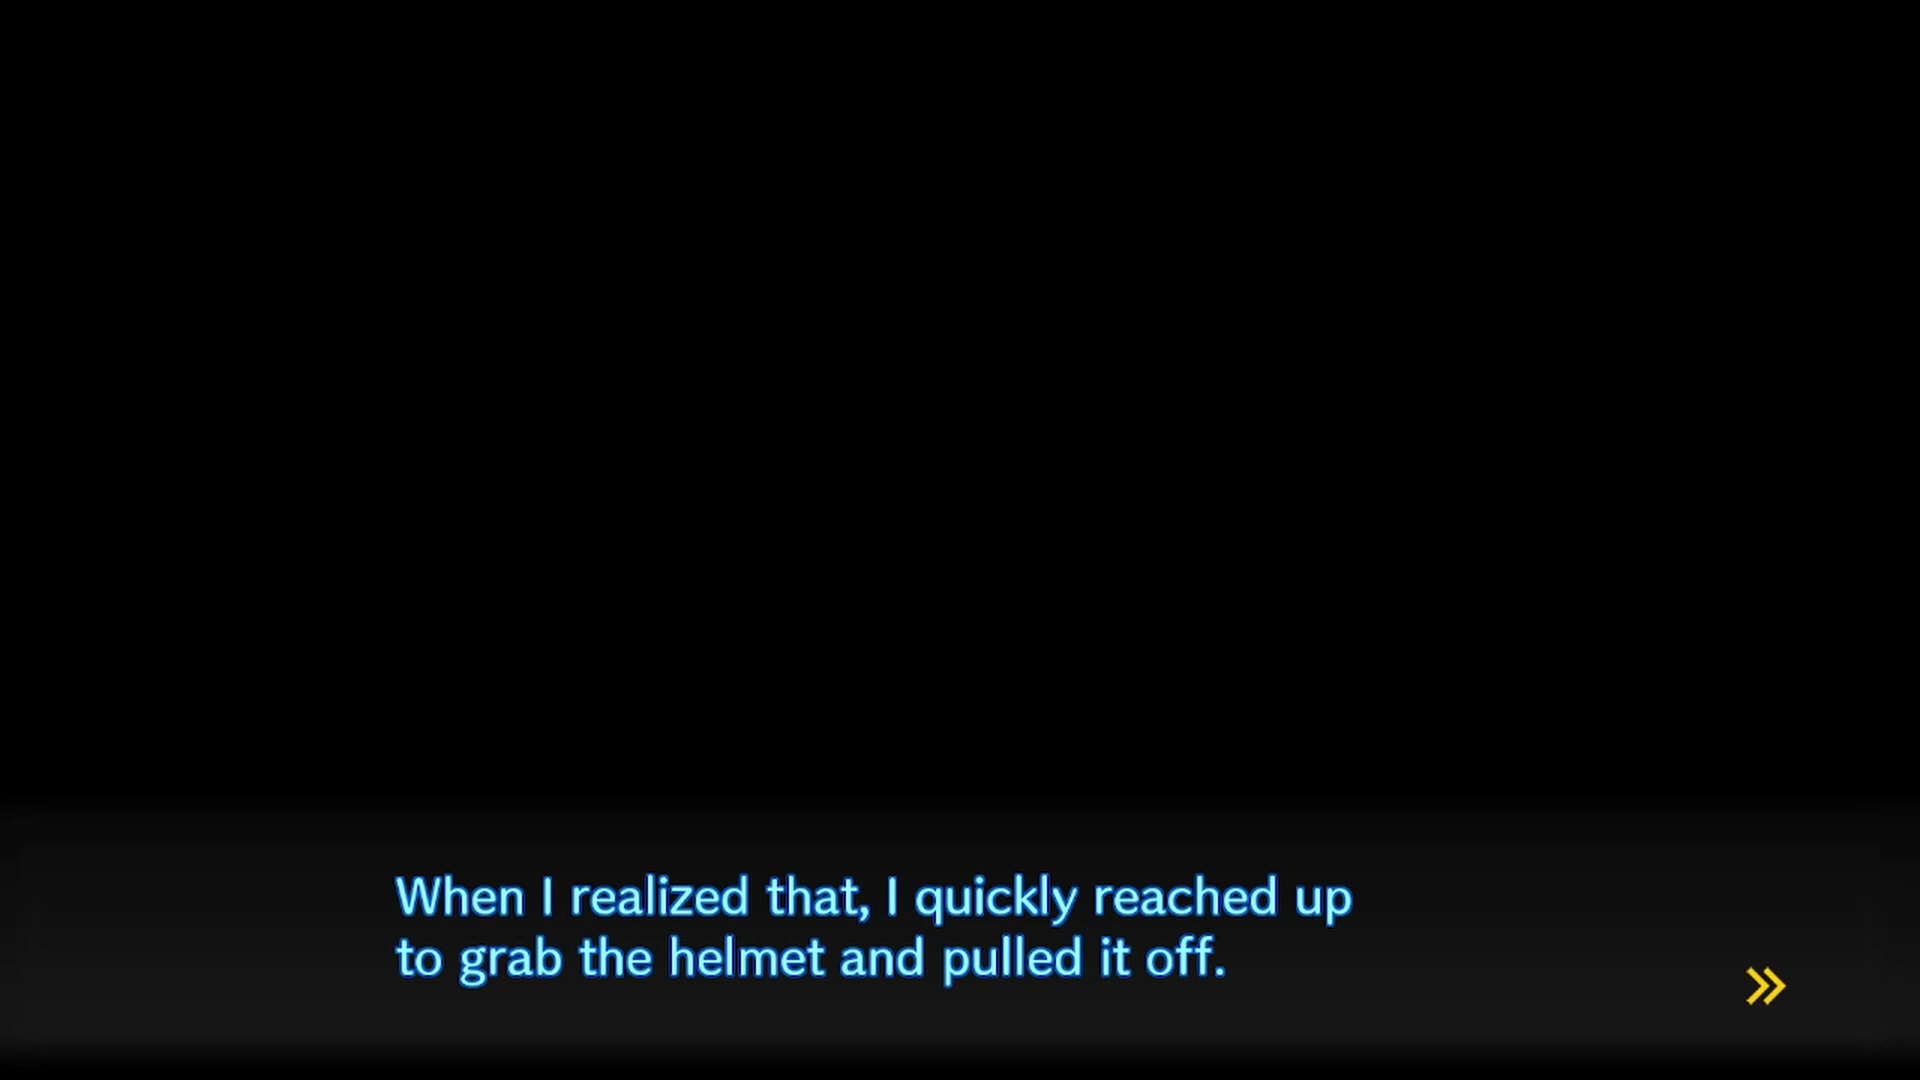 When I realized that, I quickly reached up
to grab the helmet and pulled it off.